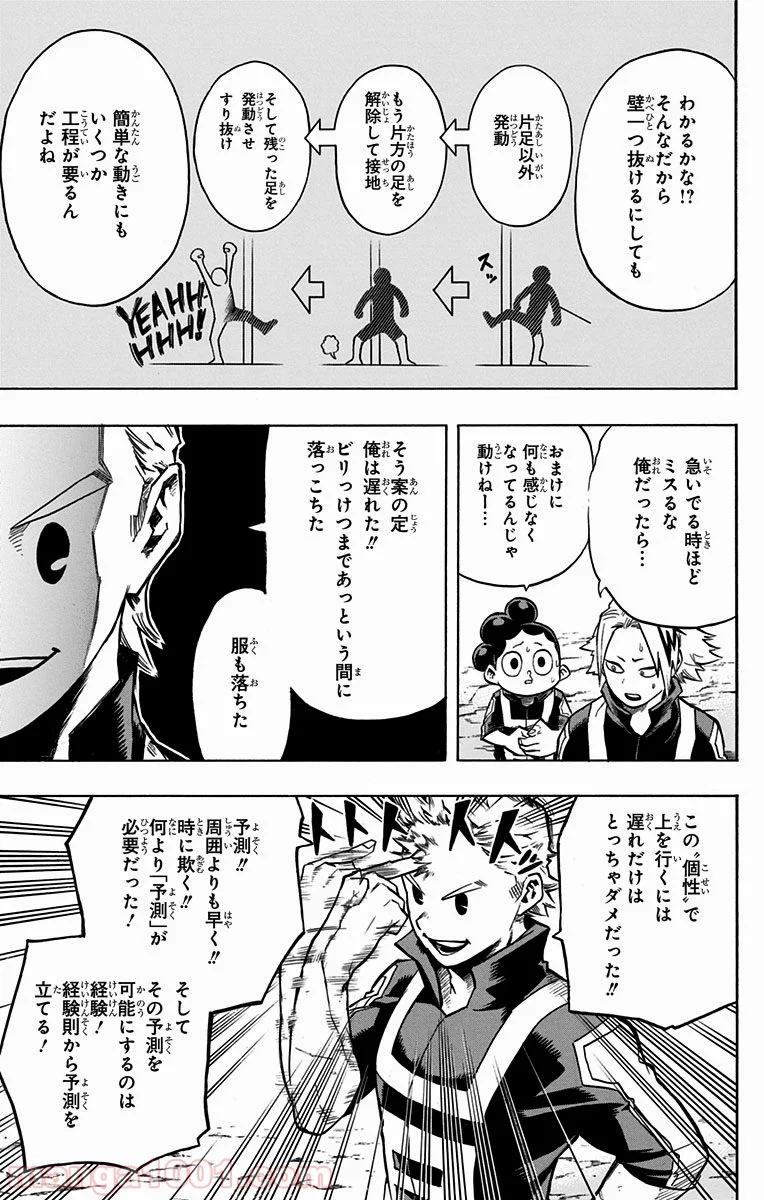 わかるかな!?
そんなだから
壁一つ抜けるにしても
片足以外
発動
もう片方の足を
解除して接地
そして残った足を
発動させ
すり抜け
簡単な動きにも
いくつか
工程が要るん
だよね
スッ
YEAHH
HHH!
急いでる時ほど
ミスるな
俺だったら…
おまけに
何も感じなく
なってるんじゃ
動けねー…
そう案の定
俺は遅れた!!
ビリっけつまであっという間に
落っこちた
服も落ちた
この〝個性〟で
上を行くには
遅れだけは
とっちゃダメだった!!
トトト
予測!!
周囲よりも早く!!
時に欺く!!
何より「予測」が
必要だった!
そして
その予測を
可能にするのは
経験!
経験則から予測を
立てる!
manga1001.com